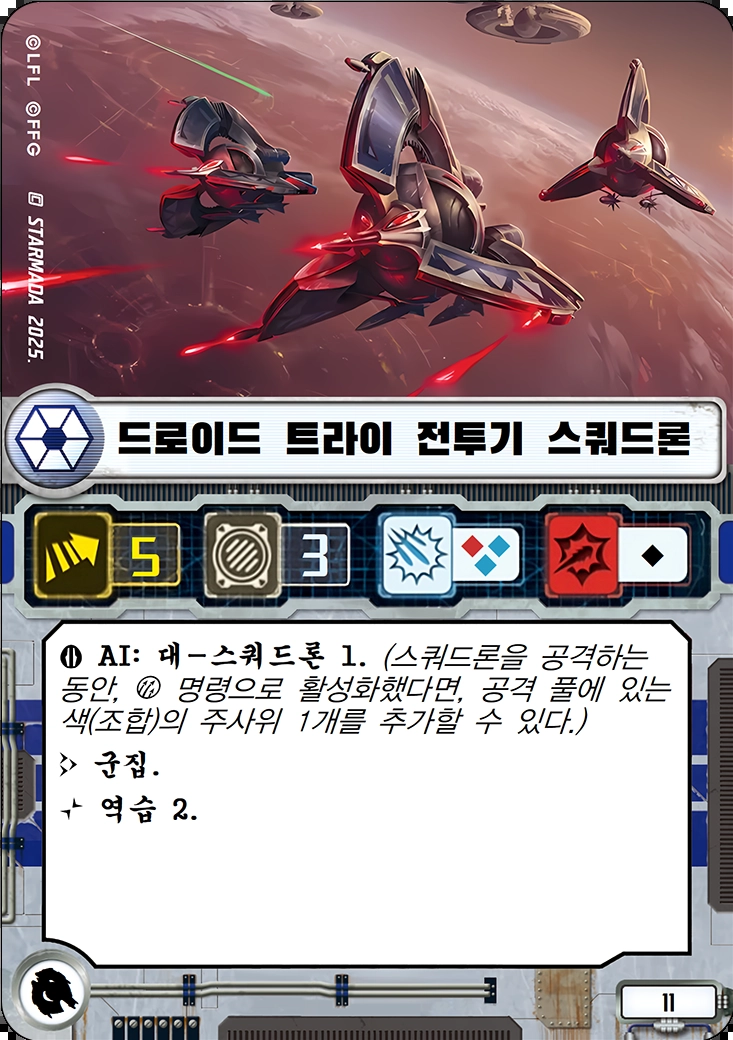 ©LFL ©FFG STARMADA 2025.
드로이드 트라이 전투기 스쿼드론
5 3
AI: 대-스쿼드론 1. (스쿼드론을 공격하는
동안, 명령으로 활성화했다면, 공격 풀에 있는
색(조합)의 주사위 1개를 추가할 수 있다.)
군집.
역습 2.
11